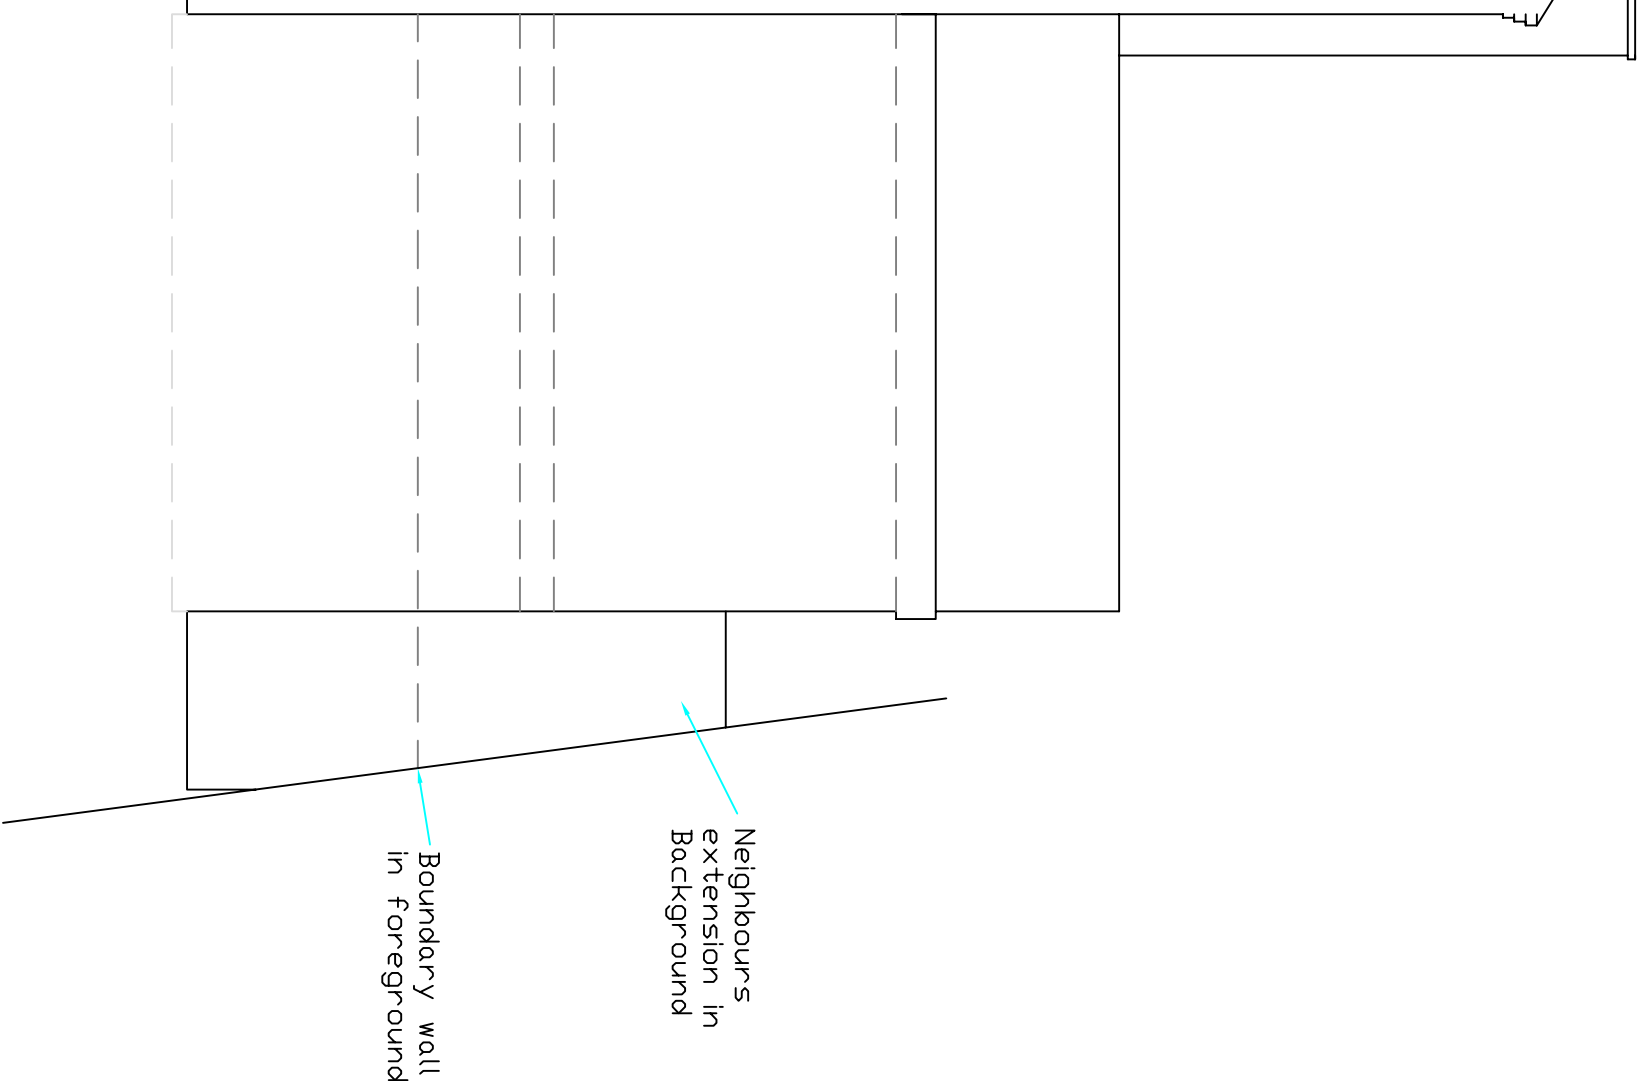 Neighbours
extension in
Background
Boundary wall
in foreground